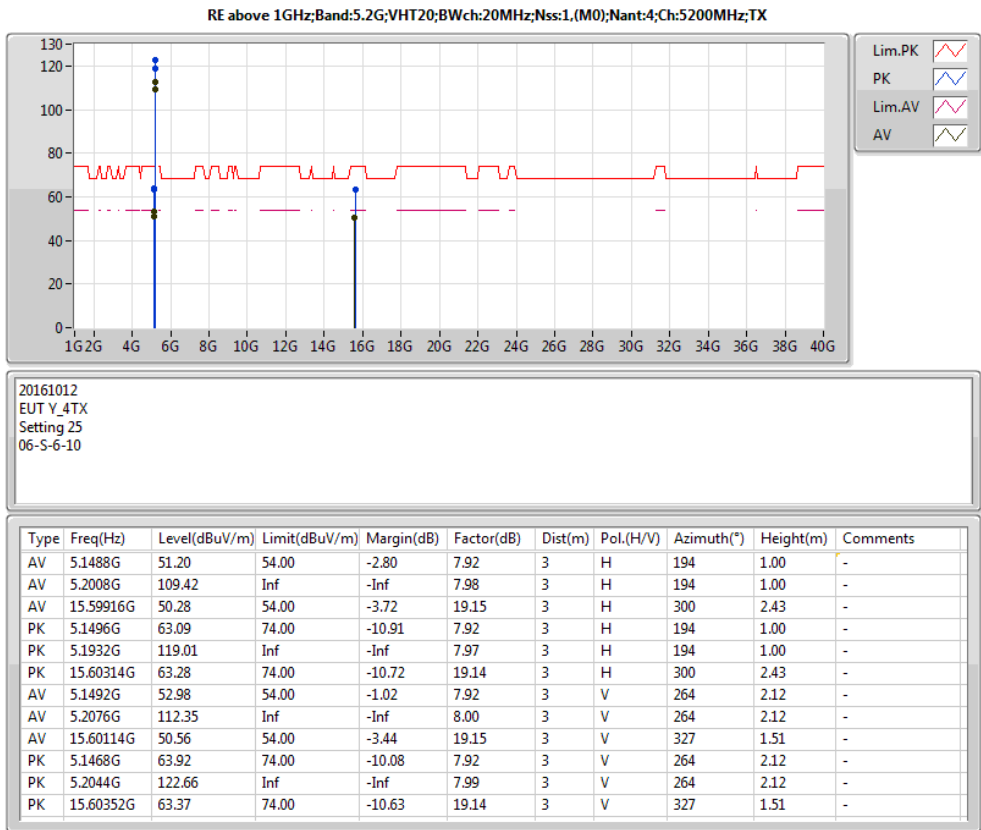 RE above 1GHz;Band:5.2G;VHT20;BWch:20MHz;Nss:1,(M0);Nant:4;Ch:5200MHz;TX
130
120
100
80
60
40
20
0
1G 2G 4G 6G 8G 10G 12G 14G 16G 18G 20G 22G 24G 26G 28G 30G 32G 34G 36G 38G 40G
Lim.PK
PK
Lim.AV
AV
20161012
EUT Y_4TX
Setting 25
06-S-6-10
Type Freq(Hz) Level(dBuV/m) Limit(dBuV/m) Margin(dB) Factor(dB) Dist(m) Pol.(H/V) Azimuth(°) Height(m) Comments
AV 5.1488G 51.20 54.00 -2.80 7.92 3 H 194 1.00 -
AV 5.2008G 109.42 Inf -Inf 7.98 3 H 194 1.00 -
AV 15.59916G 50.28 54.00 -3.72 19.15 3 H 300 2.43 -
PK 5.1496G 63.09 74.00 -10.91 7.92 3 H 194 1.00 -
PK 5.1932G 119.01 Inf -Inf 7.97 3 H 194 1.00 -
PK 15.60314G 63.28 74.00 -10.72 19.14 3 H 300 2.43 -
AV 5.1492G 52.98 54.00 -1.02 7.92 3 V 264 2.12 -
AV 5.2076G 112.35 Inf -Inf 8.00 3 V 264 2.12 -
AV 15.60114G 50.56 54.00 -3.44 19.15 3 V 327 1.51 -
PK 5.1468G 63.92 74.00 -10.08 7.92 3 V 264 2.12 -
PK 5.2044G 122.66 Inf -Inf 7.99 3 V 264 2.12 -
PK 15.60352G 63.37 74.00 -10.63 19.14 3 V 327 1.51 -